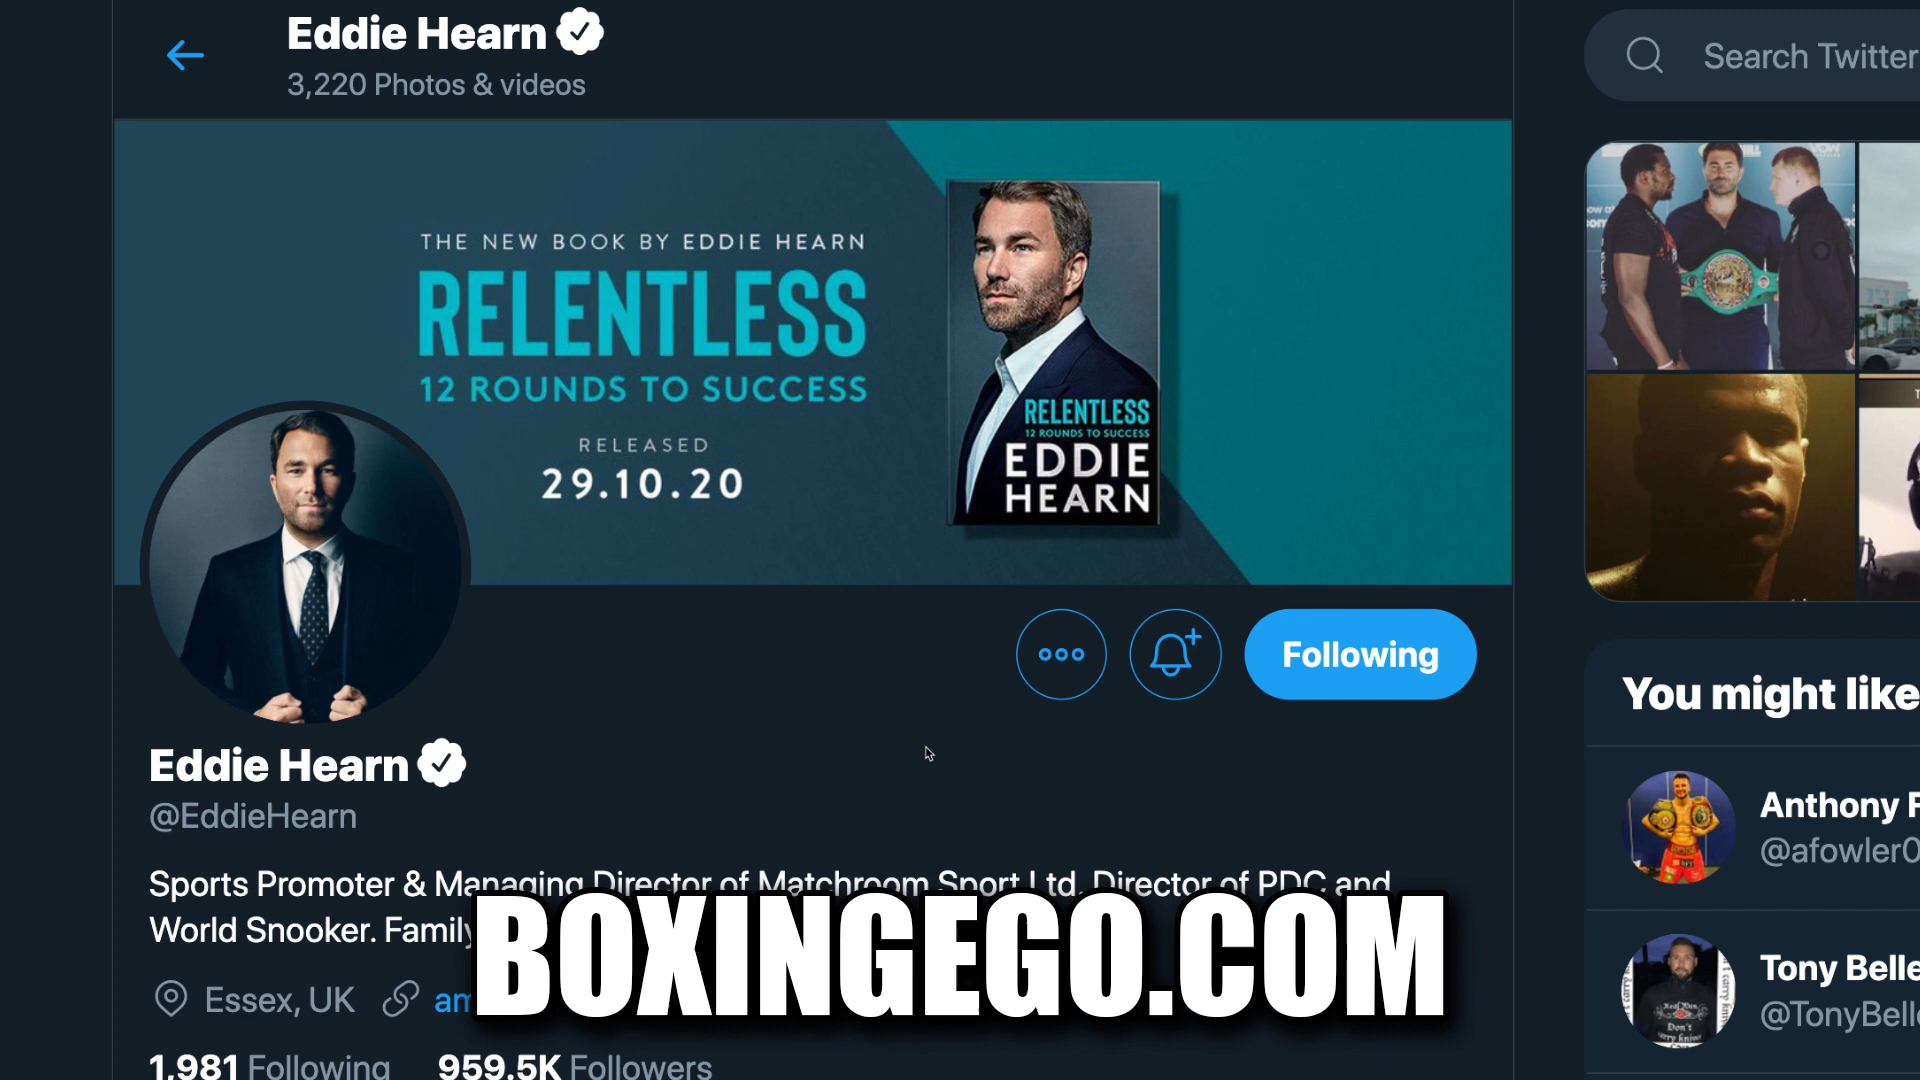 Eddie Hearn
3,220 Photos & videos
Search Twitter
THE NEW BOOK BY EDDIE HEARN
RELENTLESS
12 ROUNDS TO SUCCESS
RELEASED
29.10.20
RELENTLESS
12 ROUNDS TO SUCCESS
EDDIE
HEARN
Following
You might like
Eddie Hearn
@EddieHearn
Sports Promoter & Managing Director of Matchroom Sport Ltd. Director of PDC and
World Snooker. Family
BOXINGEGO.COM
Essex, UK
1,981 Following 959.5K Followers
Anthony F
@afowler0
Tony Belle
@TonyBelle